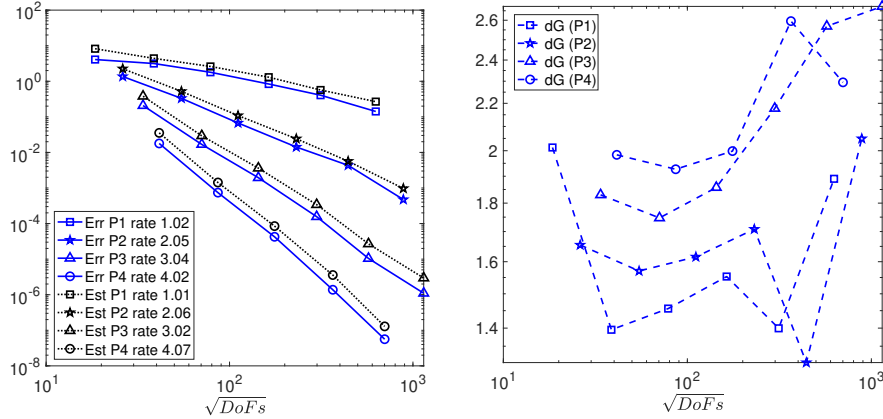 10^2
10^0
10^-2
10^-4
10^-6
10^-8
Err P1 rate 1.02
Err P2 rate 2.05
Err P3 rate 3.04
Err P4 rate 4.02
Est P1 rate 1.01
Est P2 rate 2.06
Est P3 rate 3.02
Est P4 rate 4.07
10^1
10^2
10^3
√DoFs
2.6
2.4
2.2
2
1.8
1.6
1.4
dG (P1)
dG (P2)
dG (P3)
dG (P4)
10^1
10^2
10^3
√DoFs